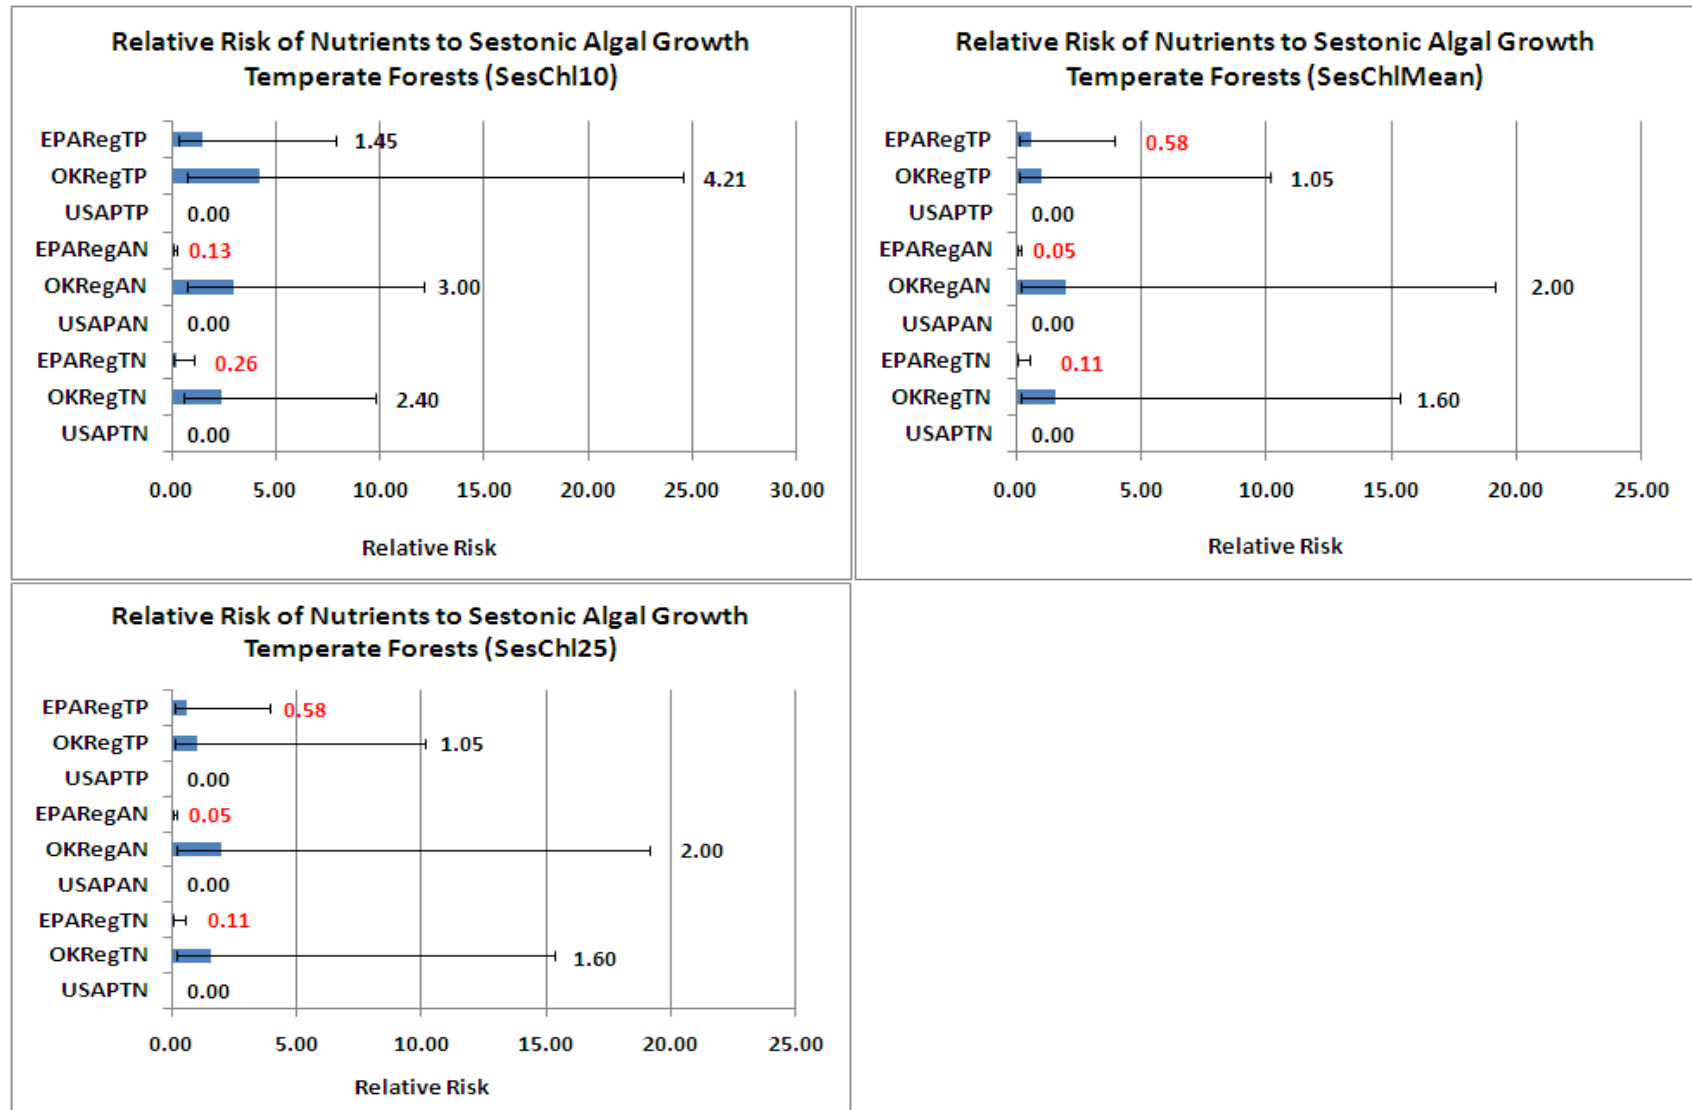 Relative Risk of Nutrients to Sestonic Algal Growth
Temperate Forests (SesChl10)
EPARegTP 1.45
OKRegTP 4.21
USAPTP 0.00
EPARegAN 0.13
OKRegAN 3.00
USAPAN 0.00
EPARegTN 0.26
OKRegTN 2.40
USAPTN 0.00
0.00 5.00 10.00 15.00 20.00 25.00 30.00
Relative Risk
Relative Risk of Nutrients to Sestonic Algal Growth
Temperate Forests (SesChlMean)
EPARegTP 0.58
OKRegTP 1.05
USAPTP 0.00
EPARegAN 0.05
OKRegAN 2.00
USAPAN 0.00
EPARegTN 0.11
OKRegTN 1.60
USAPTN 0.00
0.00 5.00 10.00 15.00 20.00 25.00
Relative Risk
Relative Risk of Nutrients to Sestonic Algal Growth
Temperate Forests (SesChl25)
EPARegTP 0.58
OKRegTP 1.05
USAPTP 0.00
EPARegAN 0.05
OKRegAN 2.00
USAPAN 0.00
EPARegTN 0.11
OKRegTN 1.60
USAPTN 0.00
0.00 5.00 10.00 15.00 20.00 25.00
Relative Risk